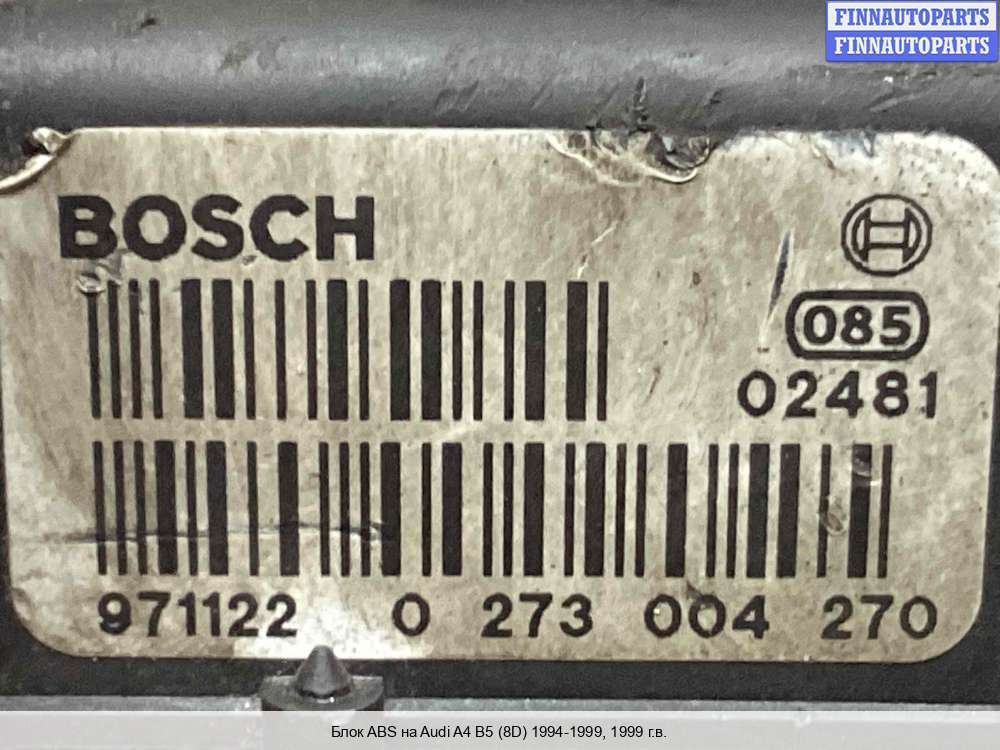 FINNAUTOPARTS
FINNAUTOPARTS
BOSCH
085
02481
971122 0 273 004 270
Блок ABS на Audi A4 B5 (8D) 1994-1999, 1999 г.в.